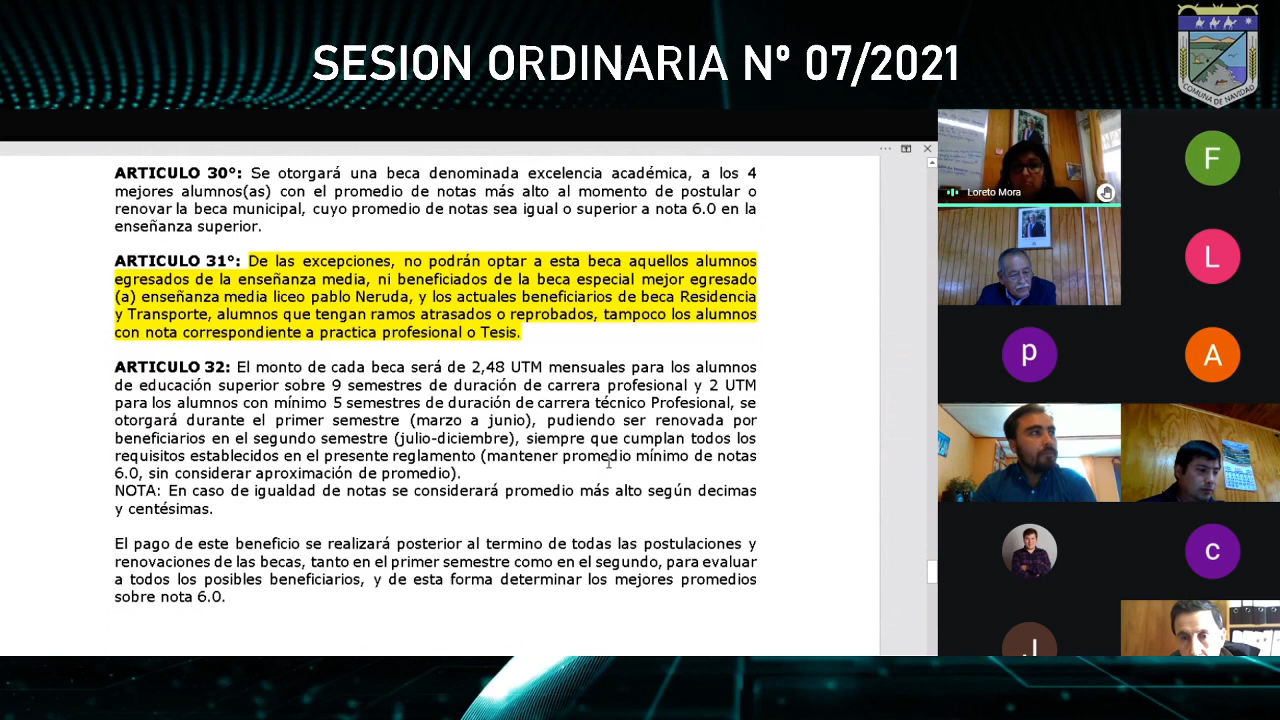 SESION ORDINARIA Nº 07/2021
COMUNA DE NAVIDAD
ARTICULO 30°: Se otorgará una beca denominada excelencia académica, a los 4
mejores alumnos(as) con el promedio de notas más alto al momento de postular o
renovar la beca municipal, cuyo promedio de notas sea igual o superior a nota 6.0 en la
enseñanza superior.
ARTICULO 31°: De las excepciones, no podrán optar a esta beca aquellos alumnos
egresados de la enseñanza media, ni beneficiados de la beca especial mejor egresado
(a) enseñanza media liceo pablo Neruda, y los actuales beneficiarios de beca Residencia
y Transporte, alumnos que tengan ramos atrasados o reprobados, tampoco los alumnos
con nota correspondiente a practica profesional o Tesis.
ARTICULO 32: El monto de cada beca será de 2,48 UTM mensuales para los alumnos
de educación superior sobre 9 semestres de duración de carrera profesional y 2 UTM
para los alumnos con mínimo 5 semestres de duración de carrera técnico Profesional, se
otorgará durante el primer semestre (marzo a junio), pudiendo ser renovada por
beneficiarios en el segundo semestre (julio-diciembre), siempre que cumplan todos los
requisitos establecidos en el presente reglamento (mantener promedio mínimo de notas
6.0, sin considerar aproximación de promedio).
NOTA: En caso de igualdad de notas se considerará promedio más alto según decimas
y centésimas.
El pago de este beneficio se realizará posterior al termino de todas las postulaciones y
renovaciones de las becas, tanto en el primer semestre como en el segundo, para evaluar
a todos los posibles beneficiarios, y de esta forma determinar los mejores promedios
sobre nota 6.0.
Loreto Mora
F
L
p
A
c
J